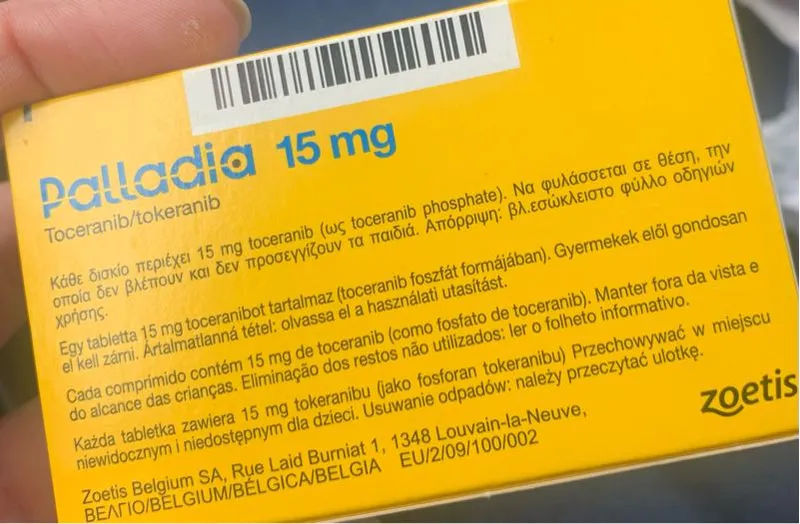 Palladia 15 mg
Toceranib/tokeranib
Κάθε δισκίο περιέχει 15 mg toceranib (ως toceranib phosphate). Να φυλάσσεται σε θέση, την
οποία δεν βλέπουν και δεν προσεγγίζουν τα παιδιά. Απόρριψη: βλ.εσώκλειστο φύλλο οδηγιών
χρήσης.
Egy tabletta 15 mg toceranibot tartalmaz (toceranib foszfát formájában). Gyermekek elől gondosan
el kell zárni. Ártalmatlanná tétel: olvassa el a használati utasítást.
Cada comprimido contém 15 mg de toceranib (como fosfato de toceranib). Manter fora da vista e
do alcance das crianças. Eliminação dos restos não utilizados: ler o folheto informativo.
Każda tabletka zawiera 15 mg tokeranibu (jako fosforan tokeranibu) Przechowywać w miejscu
niewidocznym i niedostępnym dla dzieci. Usuwanie odpadów: należy przeczytać ulotkę.
zoetis
Zoetis Belgium SA, Rue Laid Burniat 1, 1348 Louvain-la-Neuve,
ΒΕΛΓΙΟ/BELGIUM/BÉLGICA/BELGIA EU/2/09/100/002